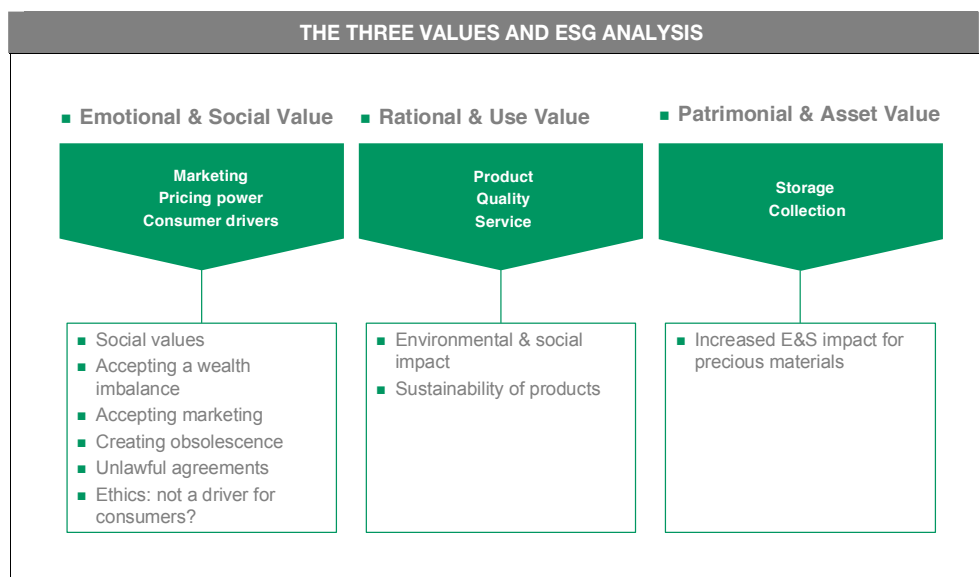 THE THREE VALUES AND ESG ANALYSIS
Emotional & Social Value
Marketing
Pricing power
Consumer drivers
Social values
Accepting a wealth
imbalance
Accepting marketing
Creating obsolescence
Unlawful agreements
Ethics: not a driver for
consumers?
Rational & Use Value
Product
Quality
Service
Environmental & social
impact
Sustainability of products
Patrimonial & Asset Value
Storage
Collection
Increased E&S impact for
precious materials